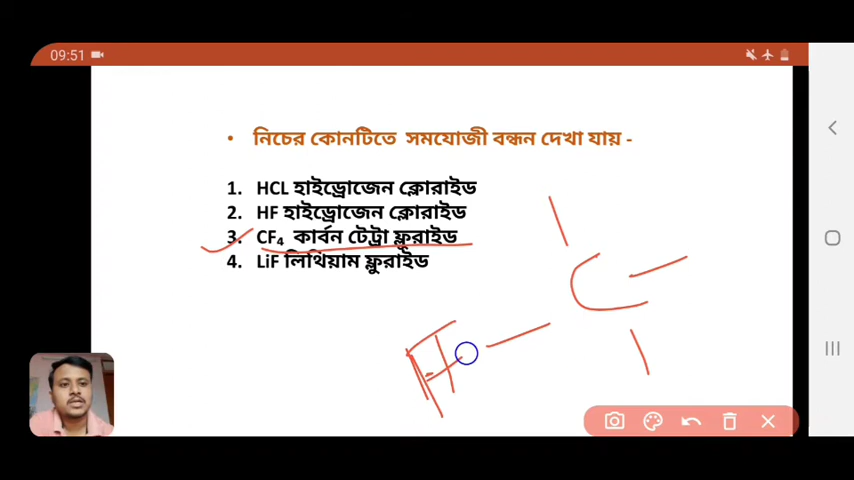 09:51
• নিচের কোনটিতে সমযোজী বন্ধন দেখা যায় -
1. HCL হাইড্রোজেন ক্লোরাইড
2. HF হাইড্রোজেন ক্লোরাইড
3. CF₄ কার্বন টেট্রা ফ্লুরাইড
4. LiF লিথিয়াম ফ্লুরাইড
C